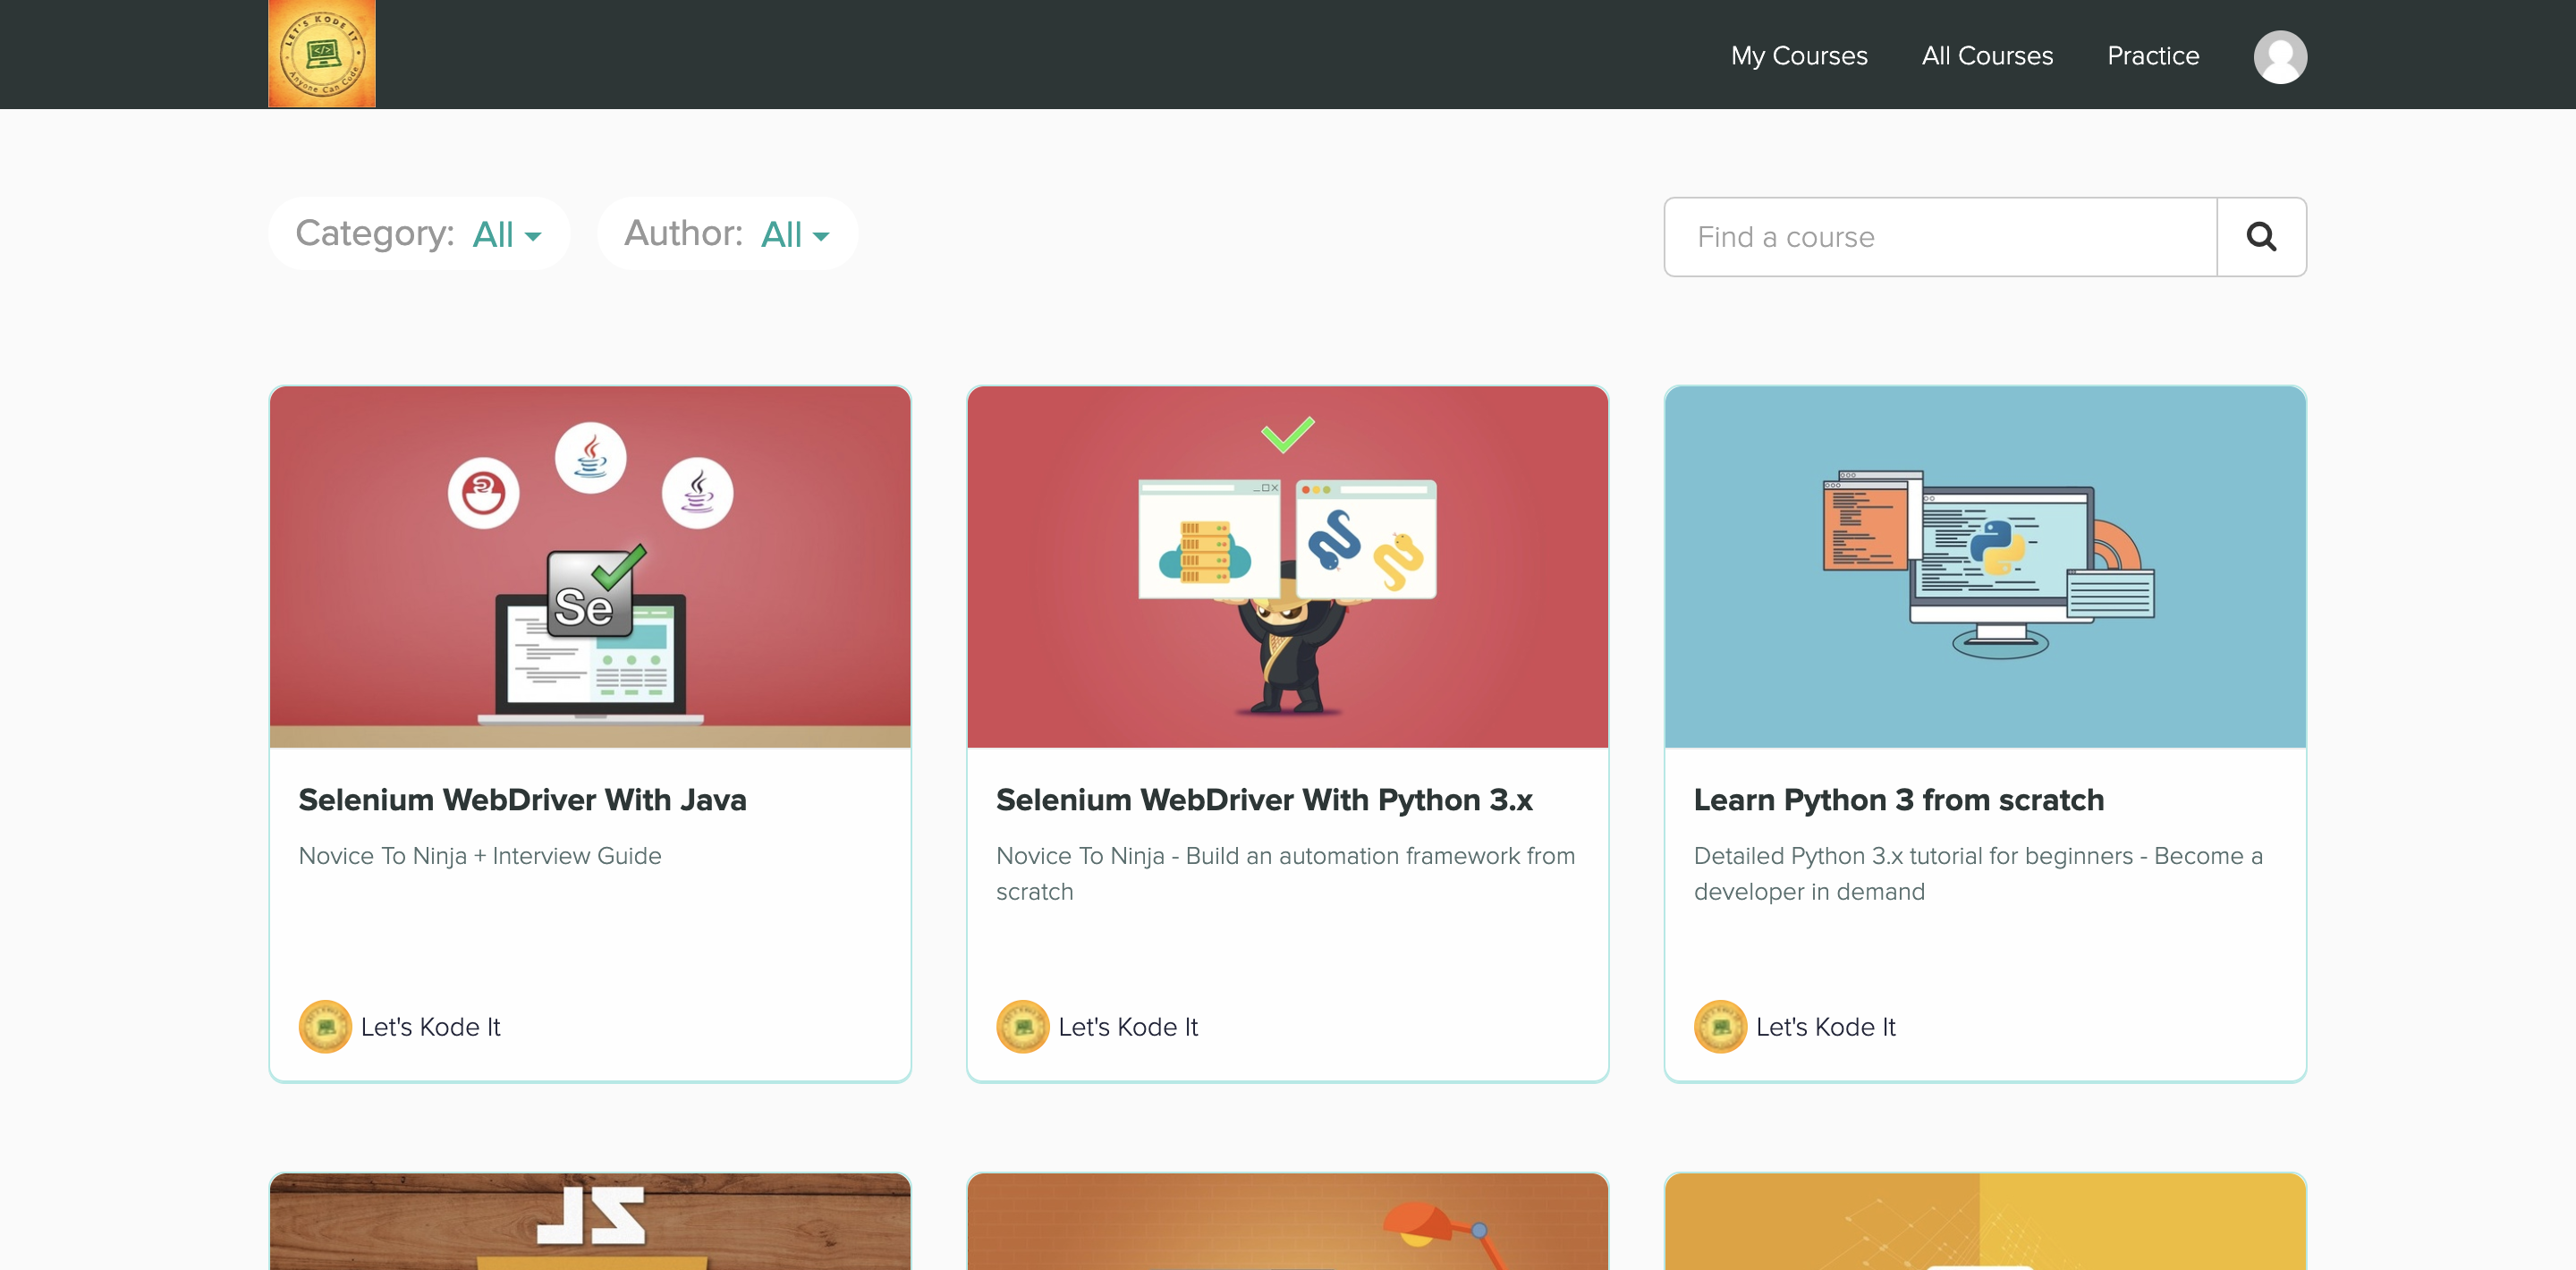 LET'S KODE IT
</>
Anyone Can Code
My Courses
All Courses
Practice
Category: All
Author: All
Find a course
Se
Selenium WebDriver With Java
Novice To Ninja + Interview Guide
Let's Kode It
Selenium WebDriver With Python 3.x
Novice To Ninja - Build an automation framework from
scratch
Let's Kode It
Learn Python 3 from scratch
Detailed Python 3.x tutorial for beginners - Become a
developer in demand
Let's Kode It
JS